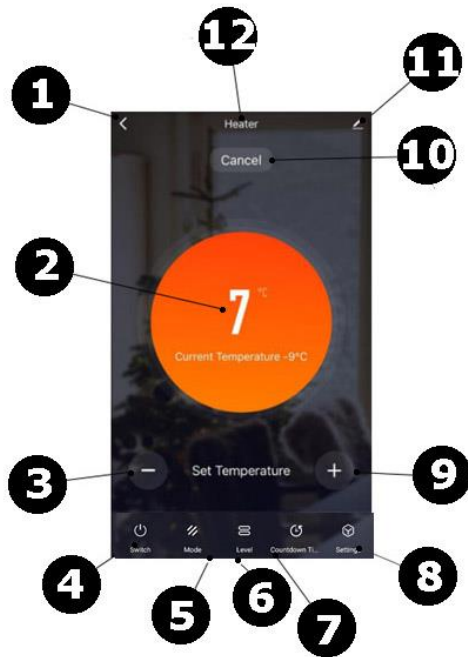 12
11
1
Heater
10
Cancel
2
7 °C
Current Temperature -9°C
3
− Set Temperature +
9
Switch Mode Level Countdown Ti... Setting
4
5
6
7
8